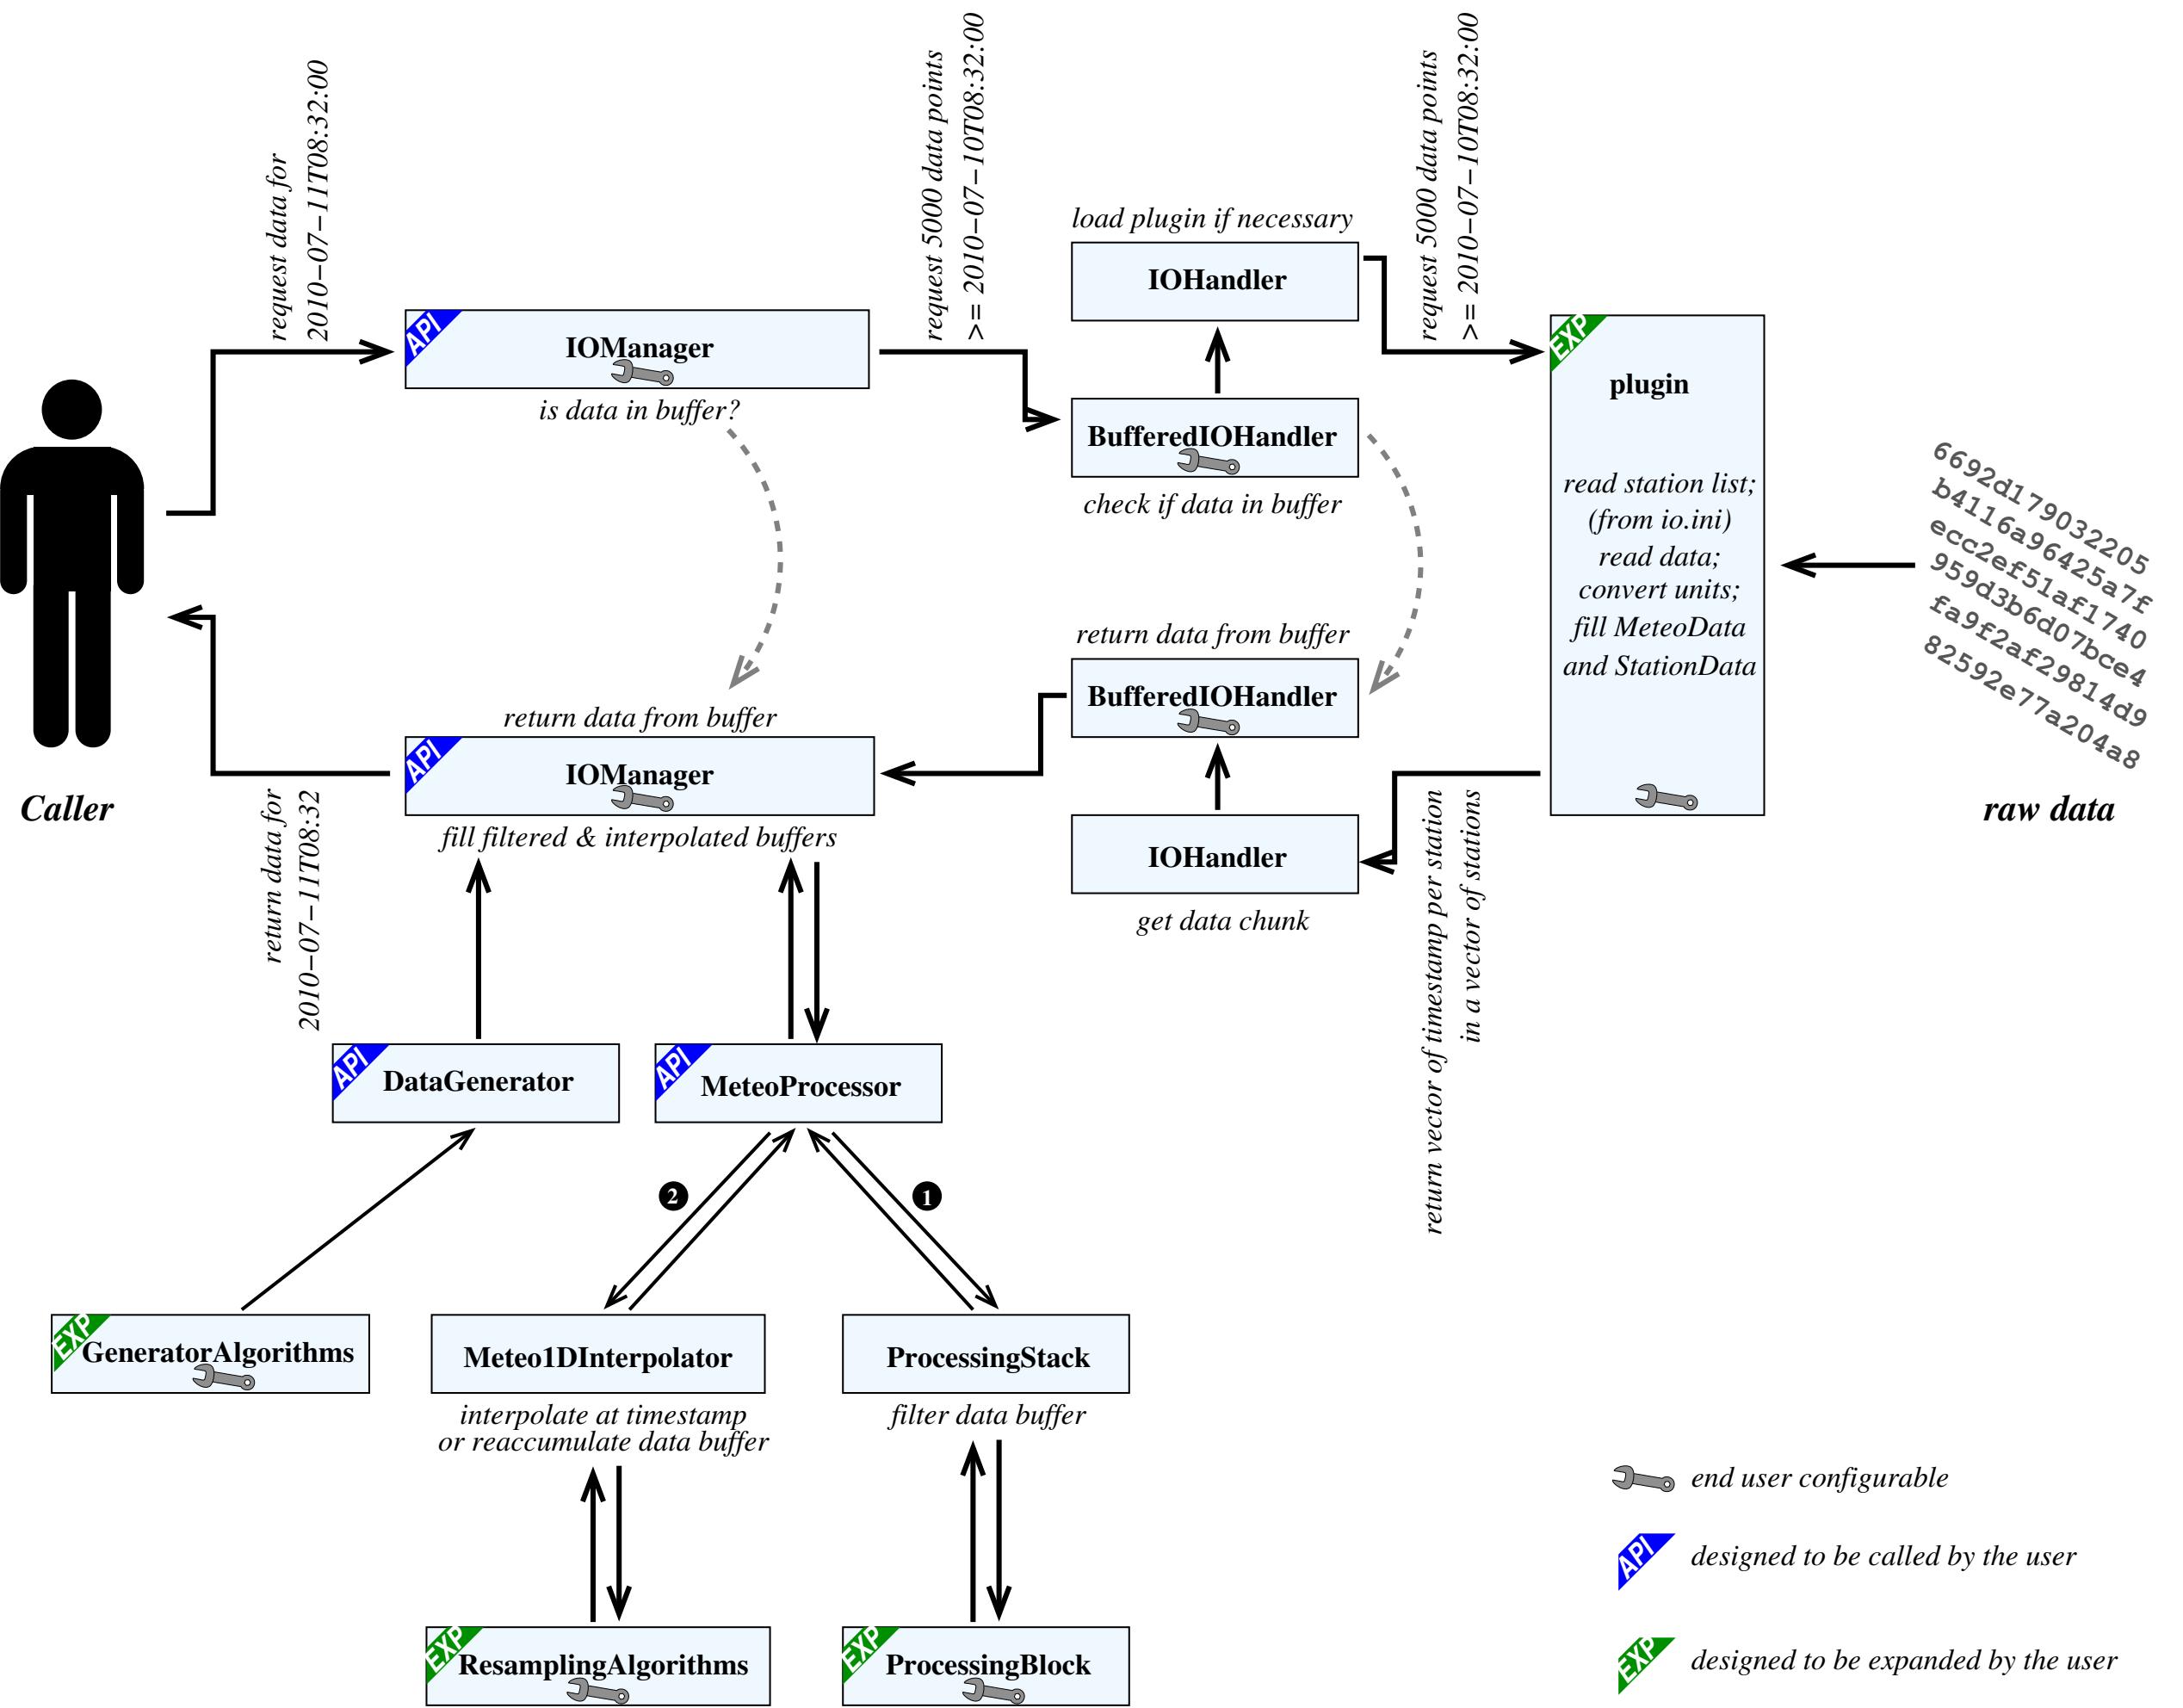 request data for
2010-07-11T08:32:00
request 5000 data points
>= 2010-07-10T08:32:00
request 5000 data points
>= 2010-07-10T08:32:00
load plugin if necessary
IOHandler
API
IOManager
is data in buffer?
BufferedIOHandler
check if data in buffer
EXP
plugin
read station list;
(from io.ini)
read data;
convert units;
fill MeteoData
and StationData
6692d179032205
b4116a96425a7f
ecc2ef51af1740
959d3b6d07bce4
fa9f2af29814d9
82592e77a204a8
raw data
Caller
return data from buffer
BufferedIOHandler
return data from buffer
API
IOManager
fill filtered & interpolated buffers
IOHandler
get data chunk
return data for
2010-07-11T08:32
return vector of timestamp per station
in a vector of stations
API
DataGenerator
API
MeteoProcessor
2
1
EXP
GeneratorAlgorithms
Meteo1DInterpolator
interpolate at timestamp
or reaccumulate data buffer
ProcessingStack
filter data buffer
EXP
ResamplingAlgorithms
EXP
ProcessingBlock
end user configurable
API
designed to be called by the user
EXP
designed to be expanded by the user